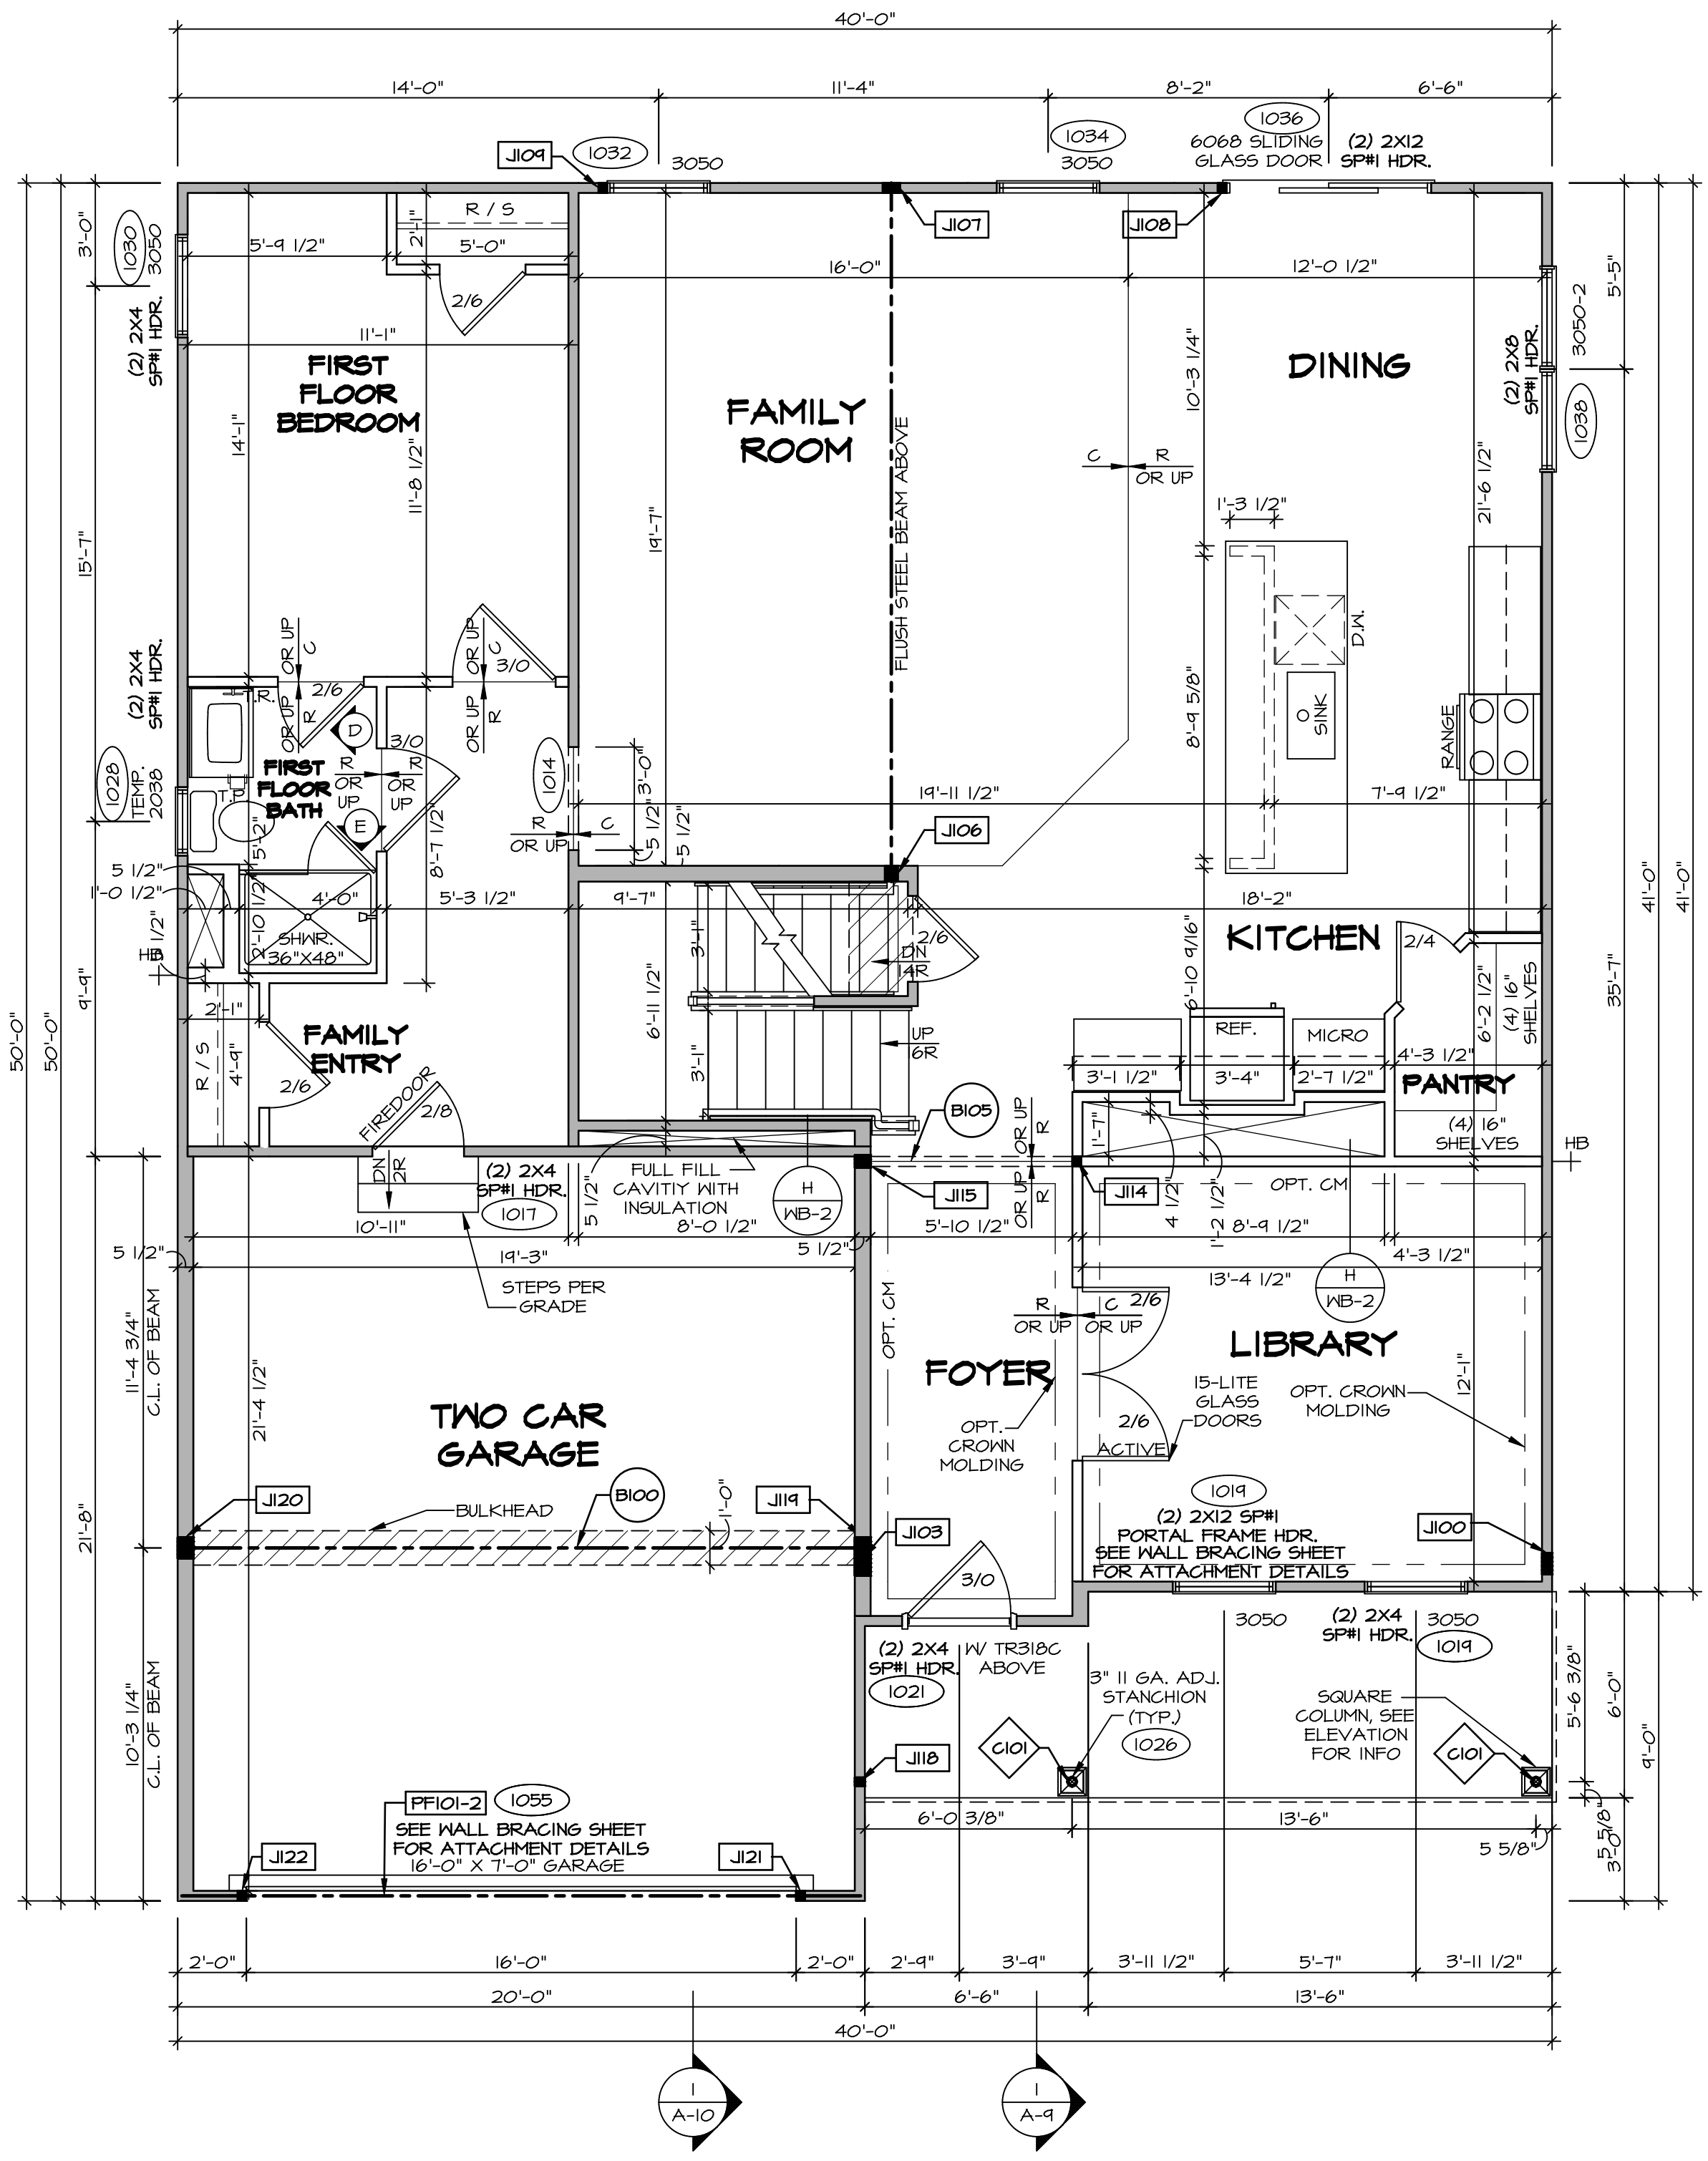 40'-0"
14'-0"
11'-4"
8'-2"
6'-6"
J109
1032
3050
1034
3050
1036
6068 SLIDING
GLASS DOOR
(2) 2X12
SP#1 HDR.
J107
J108
3'-0"
1030
3050
(2) 2X4
SP#1 HDR.
R / S
2'-1"
5'-9 1/2"
5'-0"
2/6
11'-1"
16'-0"
12'-0 1/2"
5'-5"
3050-2
(2) 2X8
SP#1 HDR.
1038
FIRST
FLOOR
BEDROOM
14'-1"
11'-8 1/2"
FAMILY
ROOM
FLUSH STEEL BEAM ABOVE
DINING
10'-3 1/4"
C
R
OR UP
1'-3 1/2"
21'-6 1/2"
19'-7"
15'-7"
50'-0"
50'-0"
41'-0"
41'-0"
35'-7"
(2) 2X4
SP#1 HDR.
OR UP
C
OR UP
R
2/6
T.R.
D
OR UP
C
OR UP
R
3/0
3/0
D.W.
SINK
RANGE
8'-9 5/8"
1028
TEMP.
2038
FIRST
FLOOR
BATH
T.P.
R
OR
UP
R
OR
UP
E
5'-2"
8'-7 1/2"
1014
3'-0"
5 1/2"
5 1/2"
R
OR UP
C
19'-11 1/2"
7'-9 1/2"
J106
5 1/2"
1'-0 1/2"
HB
2'-10 1/2"
4'-0"
SHWR.
36"X48"
5'-3 1/2"
9'-7"
18'-2"
3'-1"
2/6
DN
14R
KITCHEN
2/4
6'-10 9/16"
6'-2 1/2"
(4) 16"
SHELVES
9'-9"
2'-1"
R / S
4'-9"
FAMILY
ENTRY
2/6
FIREDOOR
2/8
6'-11 1/2"
3'-1"
UP
16R
REF.
MICRO
3'-1 1/2"
3'-4"
2'-7 1/2"
4'-3 1/2"
PANTRY
(4) 16"
SHELVES
HB
B105
OR UP
R
OR UP
R
1'-7"
DN
2R
(2) 2X4
SP#1 HDR.
1017
5 1/2"
FULL FILL
CAVITIY WITH
INSULATION
H
WB-2
J115
J114
4 1/2"
1'-2 1/2"
OPT. CM
10'-11"
8'-0 1/2"
5 1/2"
5'-10 1/2"
8'-9 1/2"
4'-3 1/2"
5 1/2"
19'-3"
13'-4 1/2"
STEPS PER
GRADE
H
WB-2
11'-4 3/4"
C.L. OF BEAM
21'-4 1/2"
OPT. CM
R
OR UP
C
OR UP
2/6
FOYER
LIBRARY
12'-1"
15-LITE
GLASS
DOORS
2/6
ACTIVE
OPT. CROWN
MOLDING
OPT.
CROWN
MOLDING
TWO CAR
GARAGE
21'-8"
J120
BULKHEAD
B100
1'-0"
J119
J103
1019
(2) 2X12 SP#1
PORTAL FRAME HDR.
SEE WALL BRACING SHEET
FOR ATTACHMENT DETAILS
J100
3/0
(2) 2X4
SP#1 HDR.
1021
W/ TR318C
ABOVE
3050
(2) 2X4
SP#1 HDR.
3050
1019
3" 11 GA. ADJ.
STANCHION
(TYP.)
1026
SQUARE
COLUMN, SEE
ELEVATION
FOR INFO
C101
C101
5'-6 3/8"
6'-0"
9'-0"
5 5/8"
3'-0"
10'-3 1/4"
C.L. OF BEAM
J118
6'-0 3/8"
13'-6"
5 5/8"
PF101-2
1055
SEE WALL BRACING SHEET
FOR ATTACHMENT DETAILS
16'-0" X 7'-0" GARAGE
J122
J121
2'-0"
16'-0"
2'-0"
2'-9"
3'-9"
3'-11 1/2"
5'-7"
3'-11 1/2"
20'-0"
6'-6"
13'-6"
40'-0"
1
A-10
1
A-9